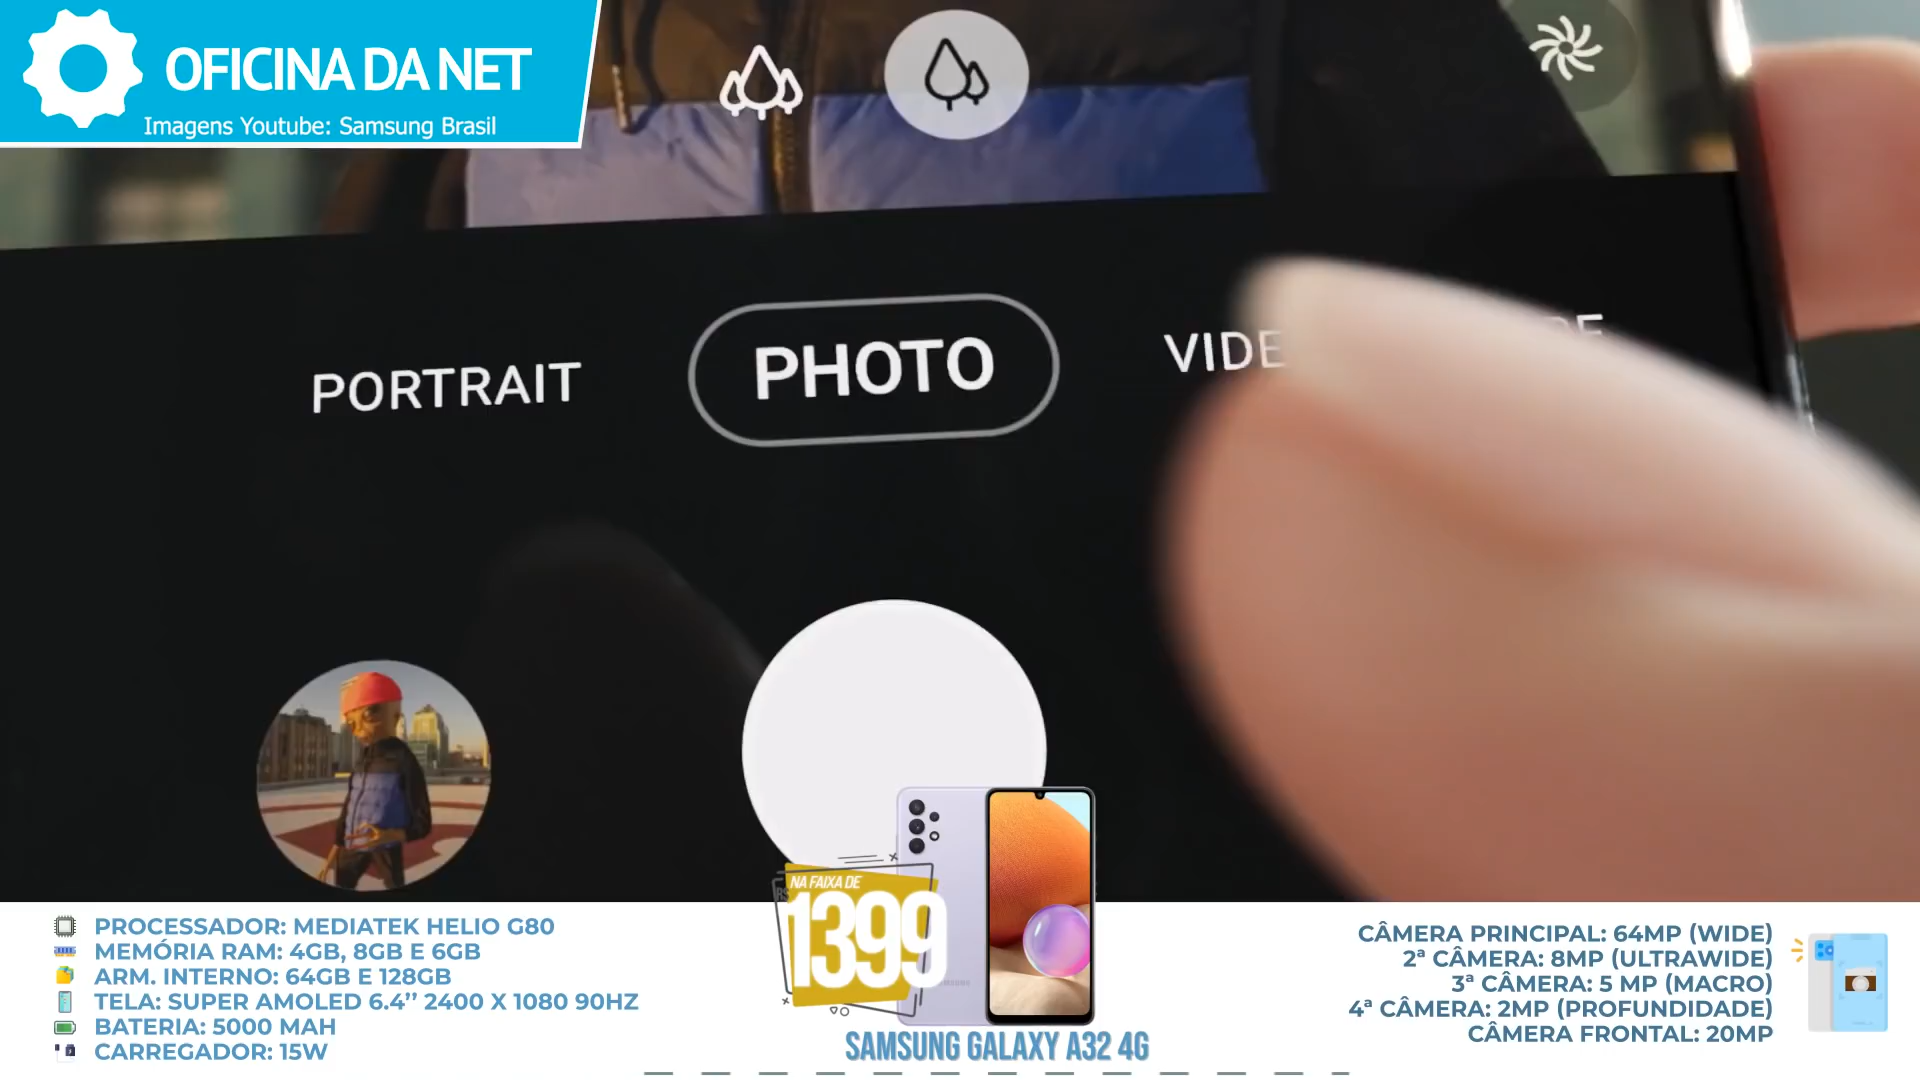 OFICINA DA NET
Imagens Youtube: Samsung Brasil
PORTRAIT
PHOTO
NA FAIXA DE
1399
PROCESSADOR: MEDIATEK HELIO G80
MEMÓRIA RAM: 4GB, 8GB E 6GB
ARM. INTERNO: 64GB E 128GB
TELA: SUPER AMOLED 6.4’’ 2400 X 1080 90HZ
BATERIA: 5000 MAH
CARREGADOR: 15W
SAMSUNG GALAXY A32 4G
CÂMERA PRINCIPAL: 64MP (WIDE)
2ª CÂMERA: 8MP (ULTRAWIDE)
3ª CÂMERA: 5 MP (MACRO)
4ª CÂMERA: 2MP (PROFUNDIDADE)
CÂMERA FRONTAL: 20MP